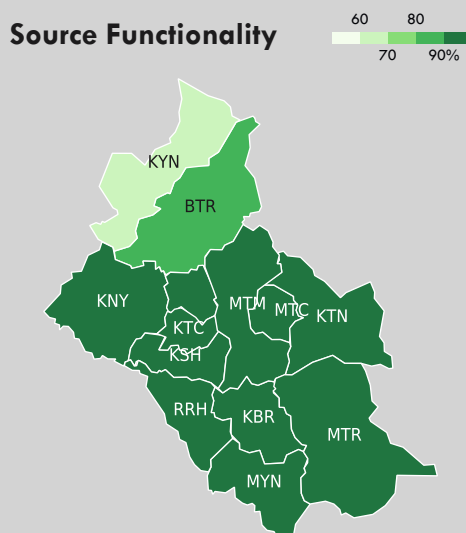 Source Functionality
60 80
70 90%
KYN
BTR
KNY
MTM
MTC
KTN
KTC
KSH
RRH
KBR
MTR
MYN